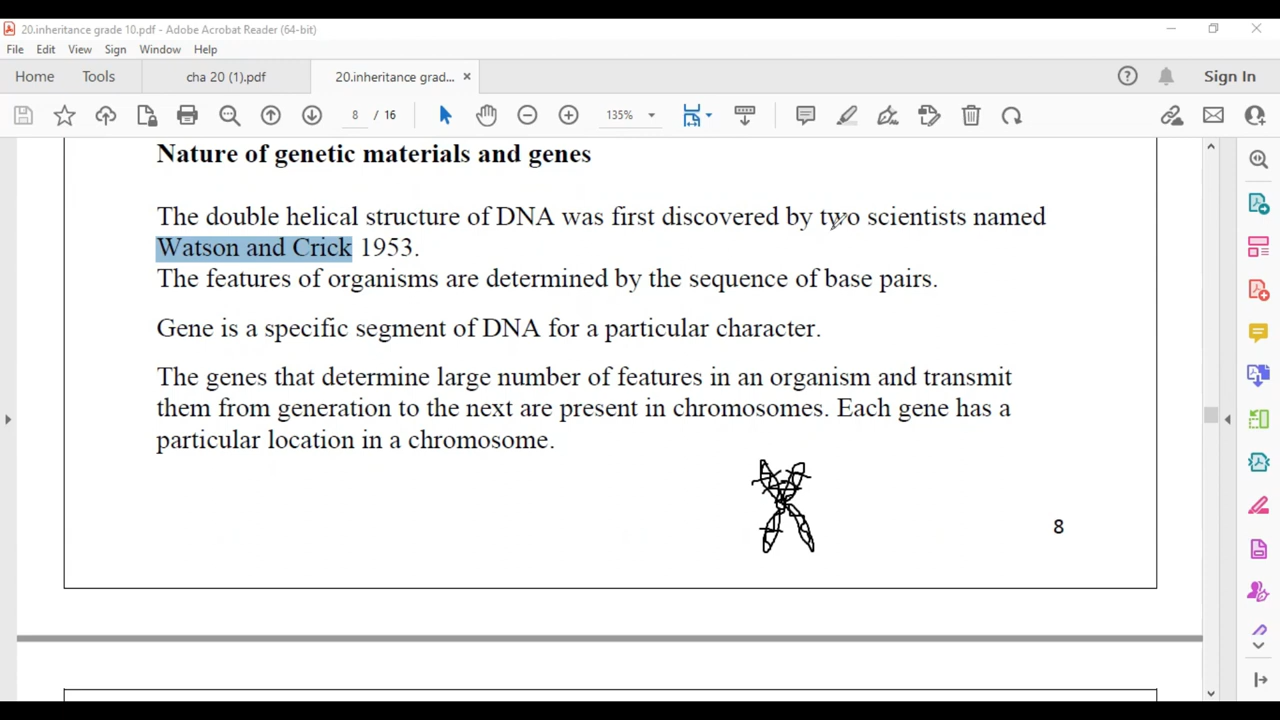 20.inheritance grade 10.pdf - Adobe Acrobat Reader (64-bit)
File Edit View Sign Window Help
Home Tools cha 20 (1).pdf 20.inheritance grad... × Sign In
8 / 16 135%
Nature of genetic materials and genes
The double helical structure of DNA was first discovered by two scientists named
Watson and Crick 1953.
The features of organisms are determined by the sequence of base pairs.
Gene is a specific segment of DNA for a particular character.
The genes that determine large number of features in an organism and transmit
them from generation to the next are present in chromosomes. Each gene has a
particular location in a chromosome.
8